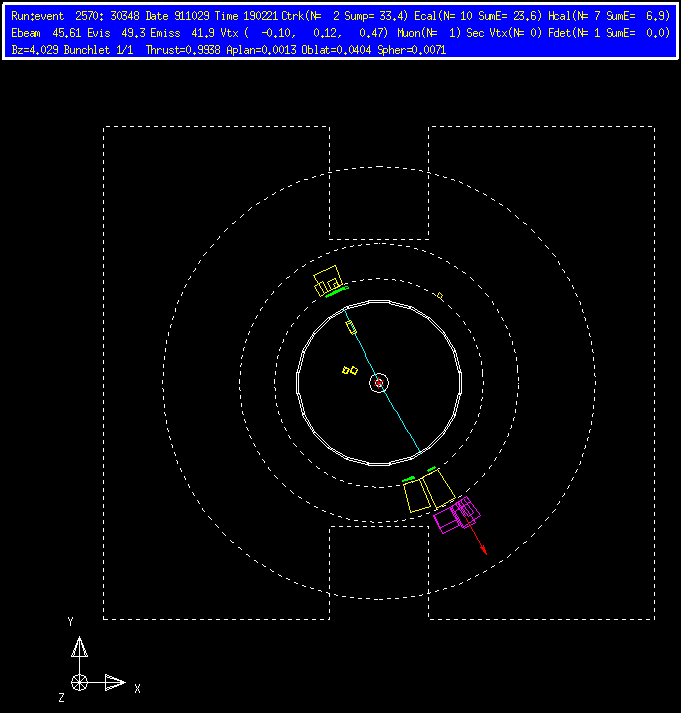 Run:event 2570: 30348 Date 911029 Time 190221 Ctrk(N= 2 Sump= 33.4) Ecal(N= 10 SumE= 23.6) Hcal(N= 7 SumE= 6.9)
Ebeam 45.61 Evis 49.3 Emiss 41.9 Vtx ( -0.10, 0.12, 0.47) Muon(N= 1) Sec Vtx(N= 0) Fdet(N= 1 SumE= 0.0)
Bz=4.029 Bunchlet 1/1 Thrust=0.9938 Aplan=0.0013 Oblat=0.0404 Spher=0.0071
Y
X
Z